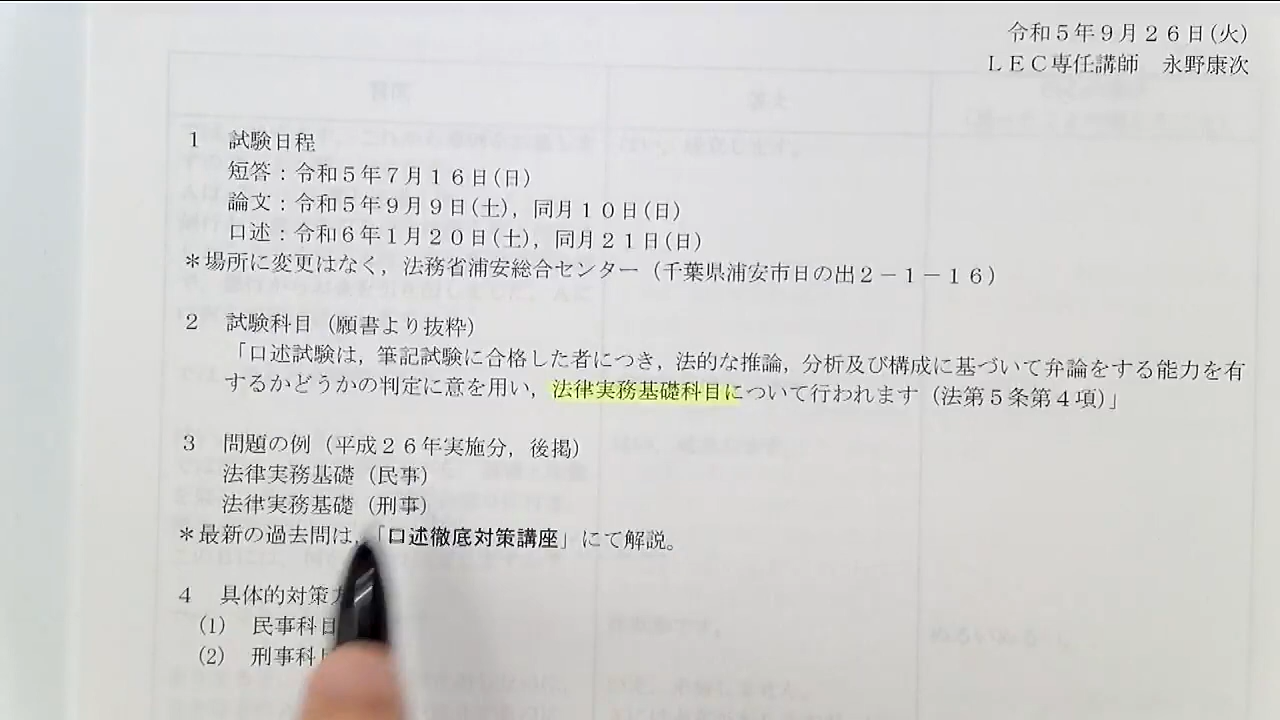 令和５年９月２６日(火)
ＬＥＣ専任講師　永野康次
１　試験日程
短答：令和５年７月１６日(日)
論文：令和５年９月９日(土)，同月１０日(日)
口述：令和６年１月２０日(土)，同月２１日(日)
＊場所に変更はなく，法務省浦安総合センター（千葉県浦安市日の出２－１－１６）
２　試験科目（願書より抜粋）
「口述試験は，筆記試験に合格した者につき，法的な推論，分析及び構成に基づいて弁論をする能力を有
するかどうかの判定に意を用い，法律実務基礎科目について行われます（法第５条第４項）」
３　問題の例（平成２６年実施分，後掲）
法律実務基礎（民事）
法律実務基礎（刑事）
＊最新の過去問は，「口述徹底対策講座」にて解説。
４　具体的対策
(1)　民事科目
(2)　刑事科